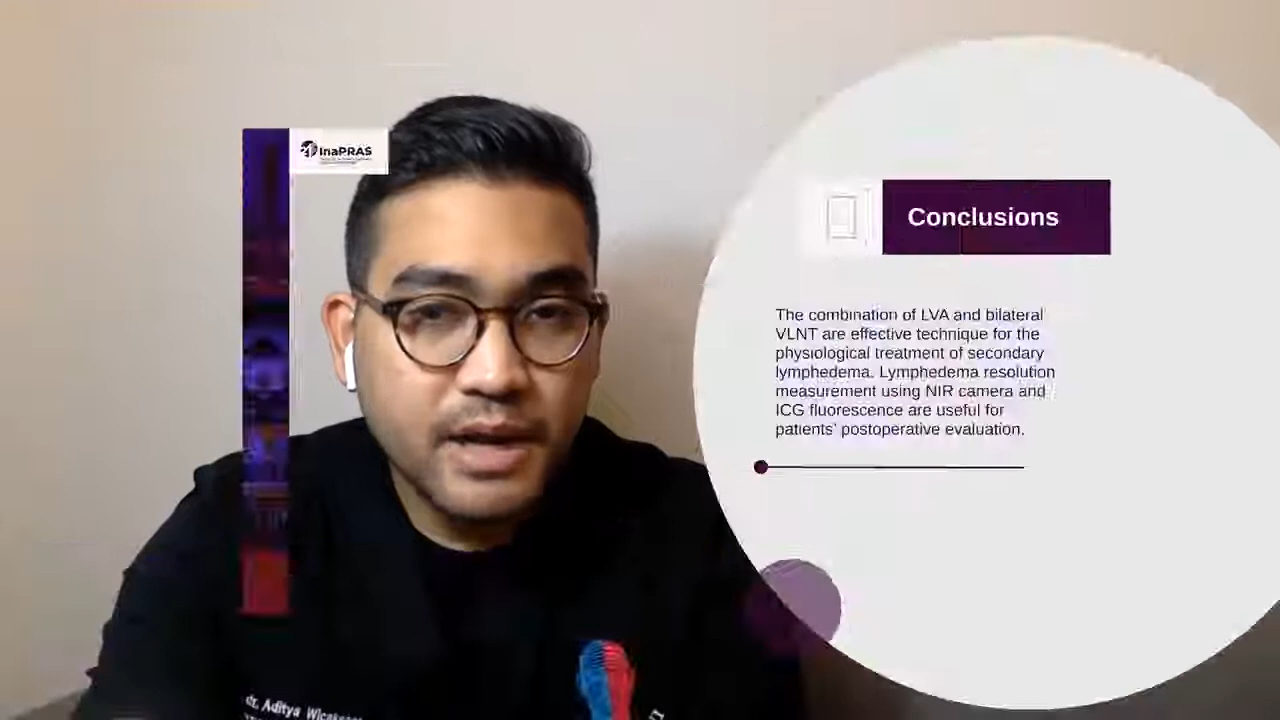 InaPRAS
Conclusions
The combination of LVA and bilateral
VLNT are effective technique for the
physiological treatment of secondary
lymphedema. Lymphedema resolution
measurement using NIR camera and
ICG fluorescence are useful for
patients' postoperative evaluation.
dr. Aditya